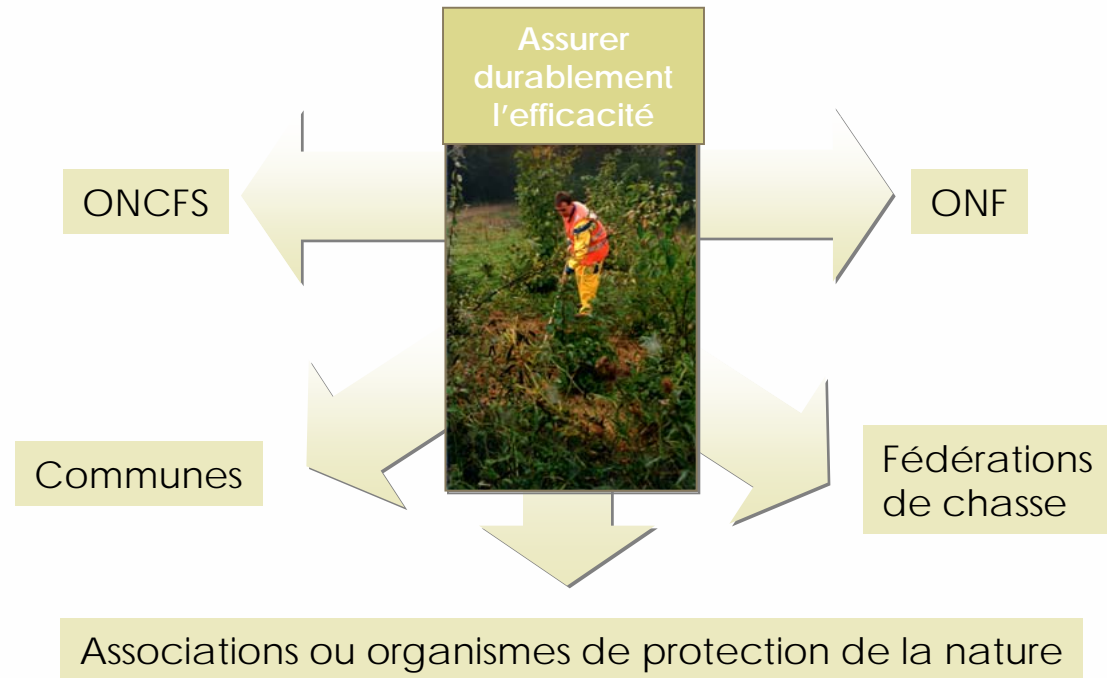 Assurer
durablement
l'efficacité
ONCFS
ONF
Communes
Fédérations
de chasse
Associations ou organismes de protection de la nature